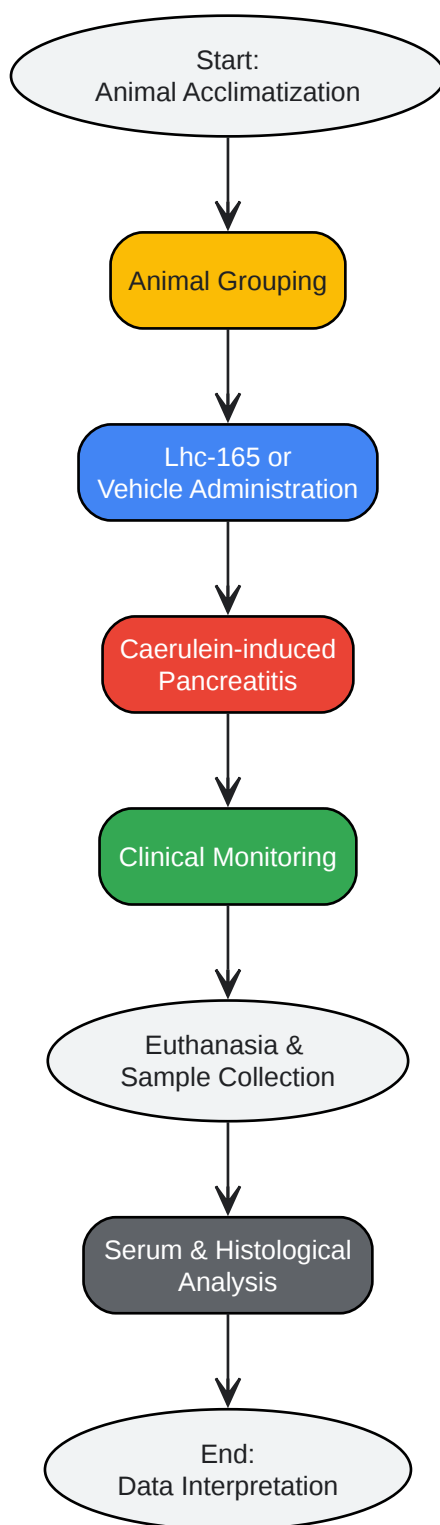 Start:
Animal Acclimatization
Animal Grouping
Lhc-165 or
Vehicle Administration
Caerulein-induced
Pancreatitis
Clinical Monitoring
Euthanasia &
Sample Collection
Serum & Histological
Analysis
End:
Data Interpretation